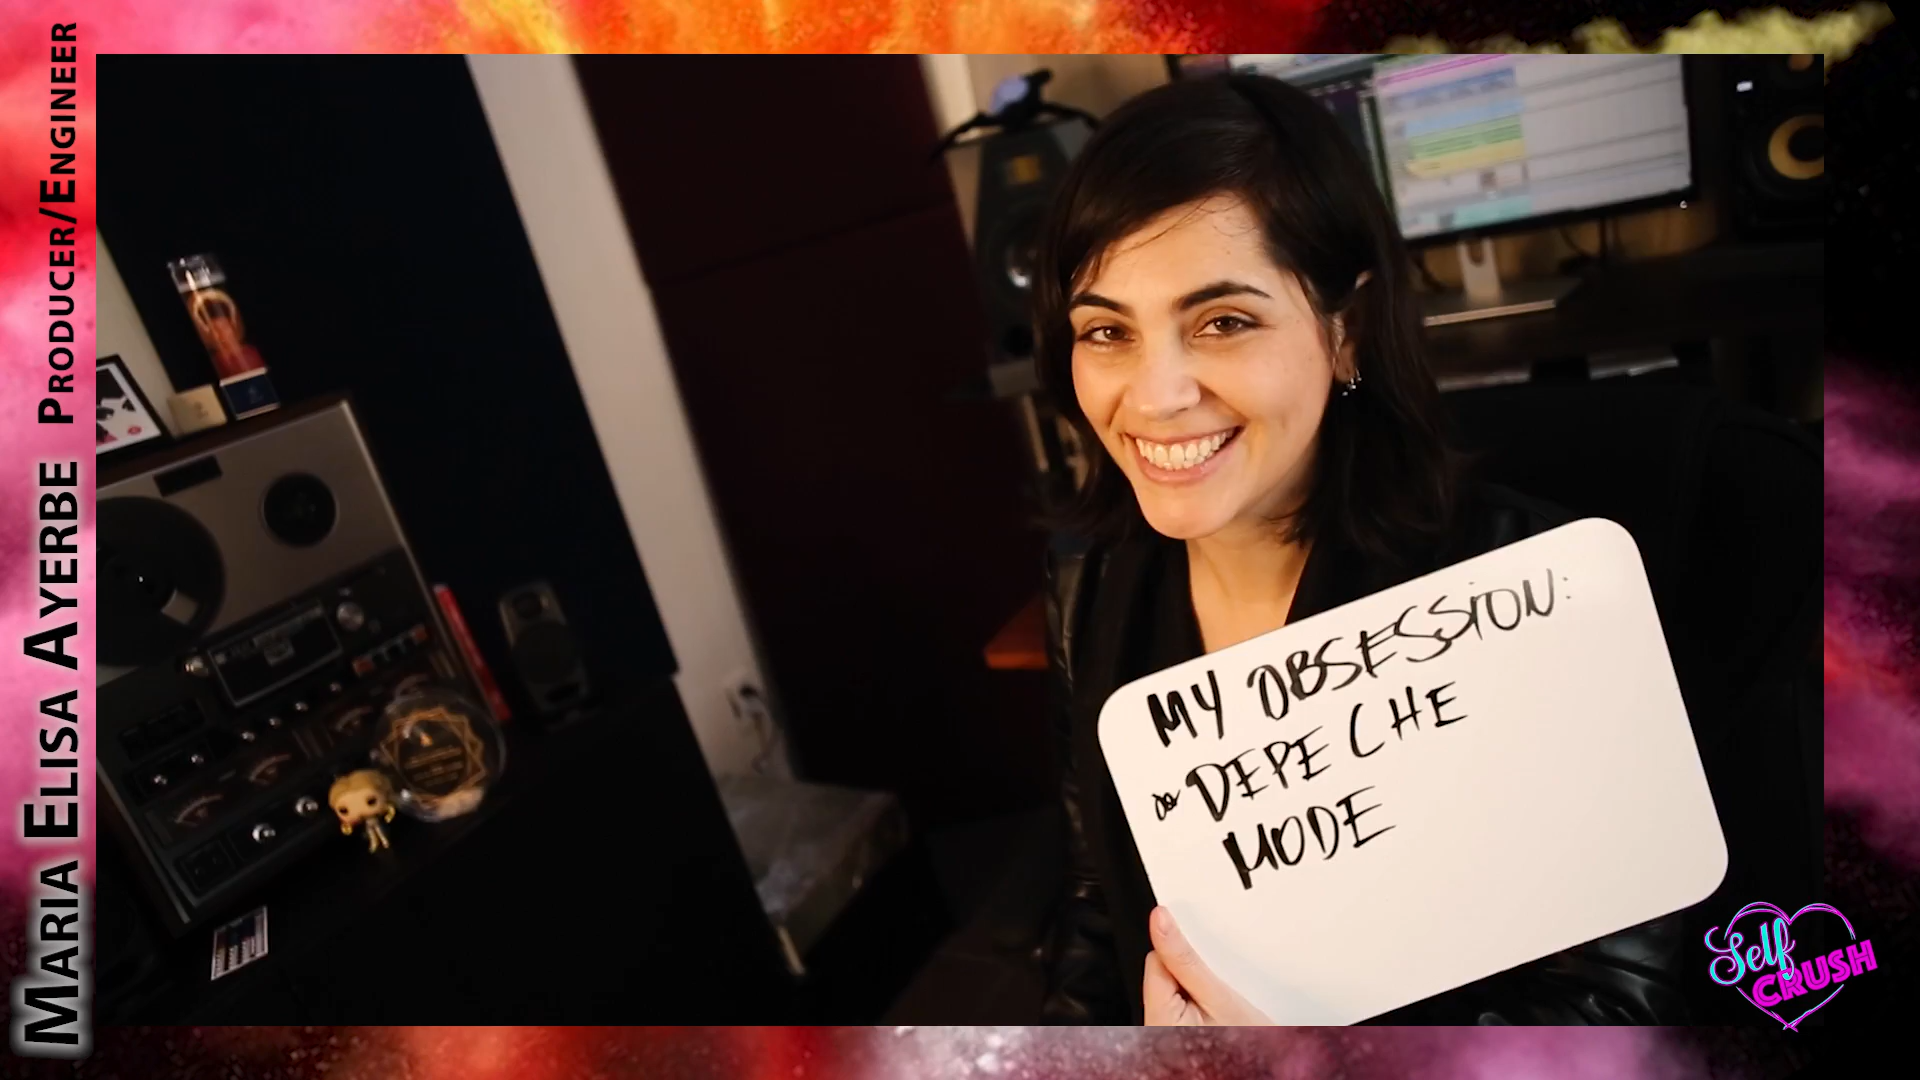 MARIA ELISA AYERBE PRODUCER/ENGINEER
MY OBSESSION:
DEPECHE
MODE
Self
CRUSH